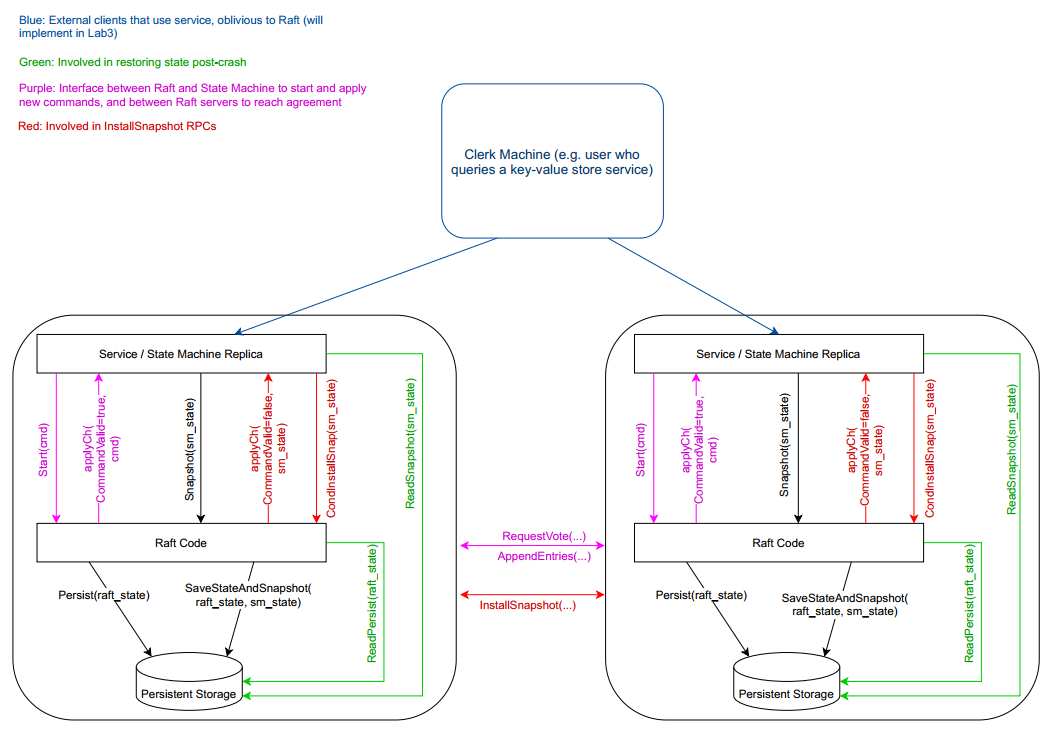 Blue: External clients that use service, oblivious to Raft (will
implement in Lab3)
Green: Involved in restoring state post-crash
Purple: Interface between Raft and State Machine to start and apply
new commands, and between Raft servers to reach agreement
Red: Involved in InstallSnapshot RPCs
Clerk Machine (e.g. user who
queries a key-value store service)
Service / State Machine Replica
Start(cmd)
applyCh(
CommandValid=true,
cmd)
Snapshot(sm_state)
applyCh(
CommandValid=false,
sm_state)
CondInstallSnap(sm_state)
ReadSnapshot(sm_state)
Raft Code
Persist(raft_state)
SaveStateAndSnapshot(
raft_state, sm_state)
ReadPersist(raft_state)
Persistent Storage
RequestVote(...)
AppendEntries(...)
InstallSnapshot(...)
Service / State Machine Replica
Start(cmd)
applyCh(
CommandValid=true,
cmd)
Snapshot(sm_state)
applyCh(
CommandValid=false,
sm_state)
CondInstallSnap(sm_state)
ReadSnapshot(sm_state)
Raft Code
Persist(raft_state)
SaveStateAndSnapshot(
raft_state, sm_state)
ReadPersist(raft_state)
Persistent Storage